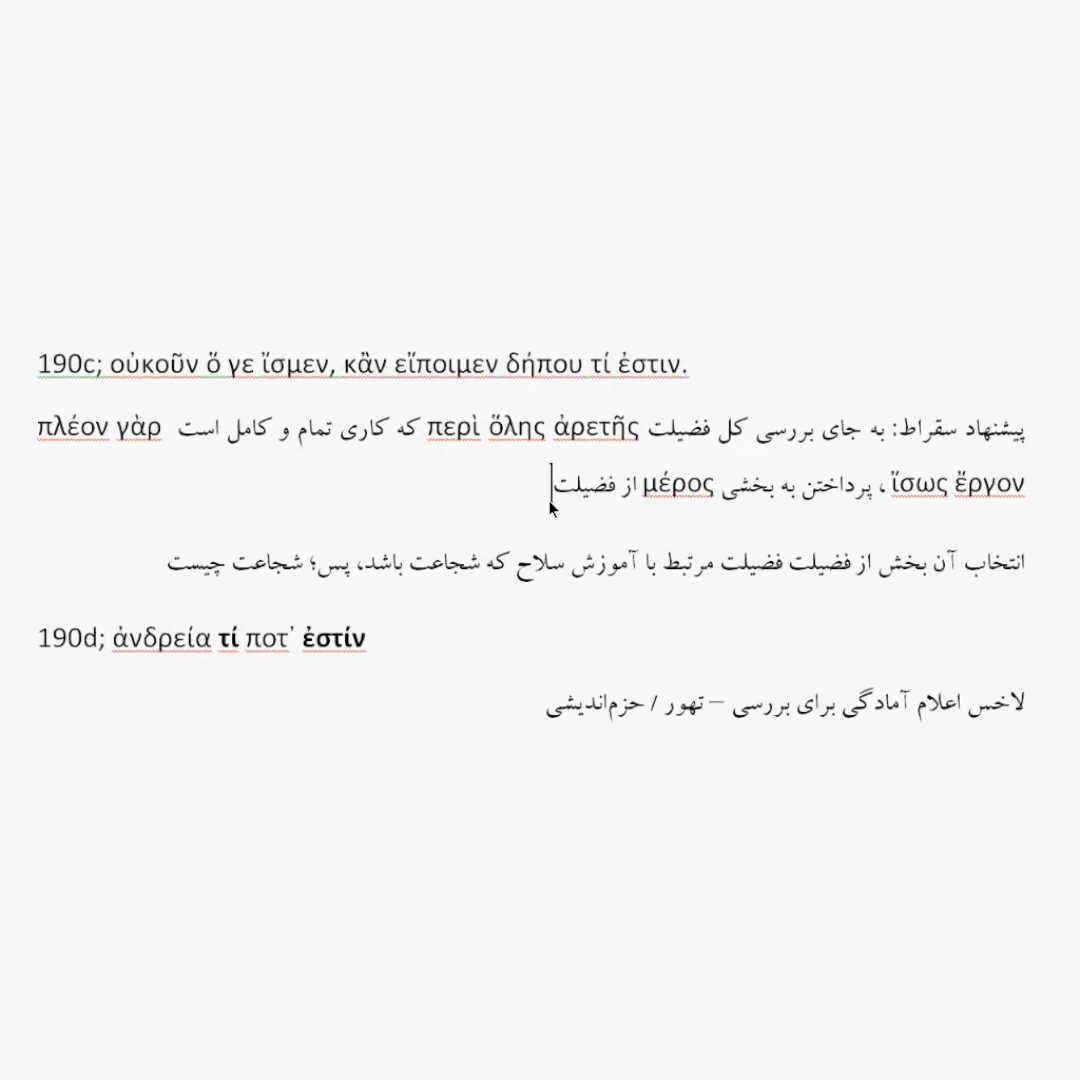 190c; οὐκοῦν ὅ γε ἴσμεν, κἂν εἴποιμεν δήπου τί ἐστιν.
پیشنهاد سقراط: به جای بررسی کل فضیلت περὶ ὅλης ἀρετῆς که کاری تمام و کامل است πλέον γὰρ
ἴσως ἔργον ، پرداختن به بخشی μέρος از فضیلت
انتخاب آن بخش از فضیلت فضیلت مرتبط با آموزش سلاح که شجاعت باشد، پس؛ شجاعت چیست
190d; ἀνδρεία τί ποτ᾽ ἐστίν
لاخس اعلام آمادگی برای بررسی – تهور / حزم‌اندیشی